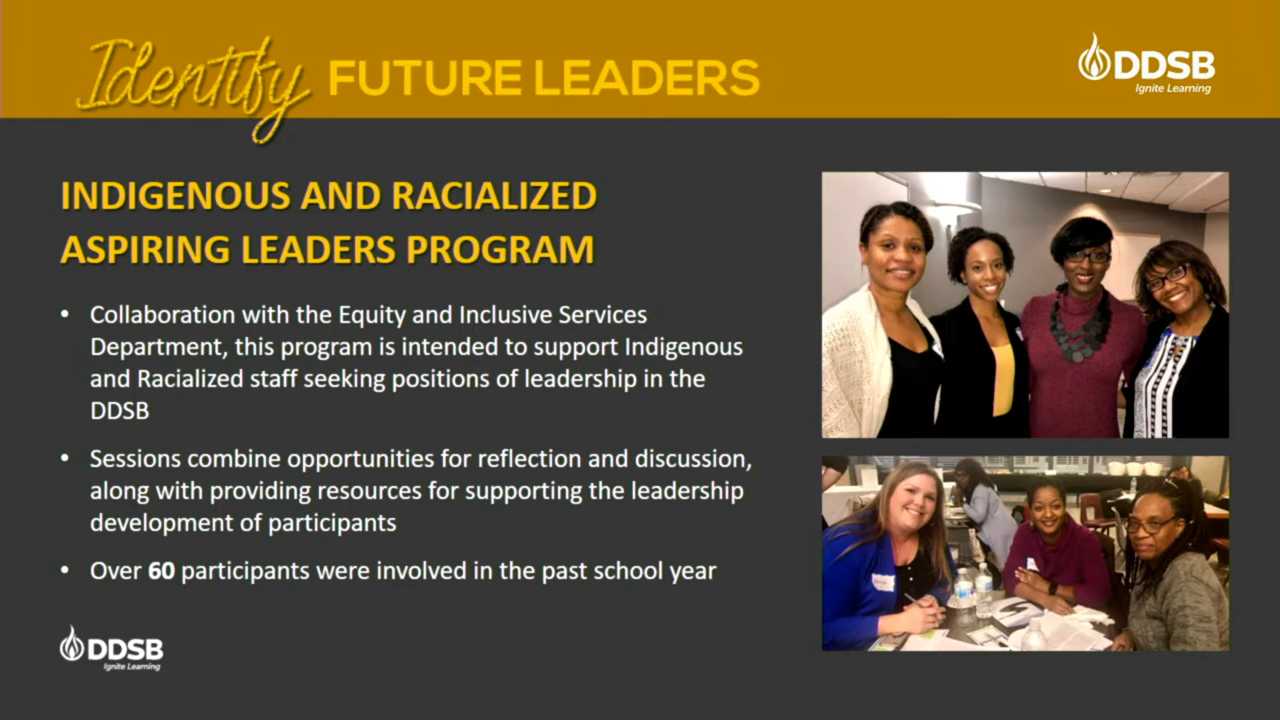 Identify FUTURE LEADERS
DDSB
Ignite Learning
INDIGENOUS AND RACIALIZED
ASPIRING LEADERS PROGRAM
• Collaboration with the Equity and Inclusive Services
Department, this program is intended to support Indigenous
and Racialized staff seeking positions of leadership in the
DDSB
• Sessions combine opportunities for reflection and discussion,
along with providing resources for supporting the leadership
development of participants
• Over 60 participants were involved in the past school year
DDSB
Ignite Learning